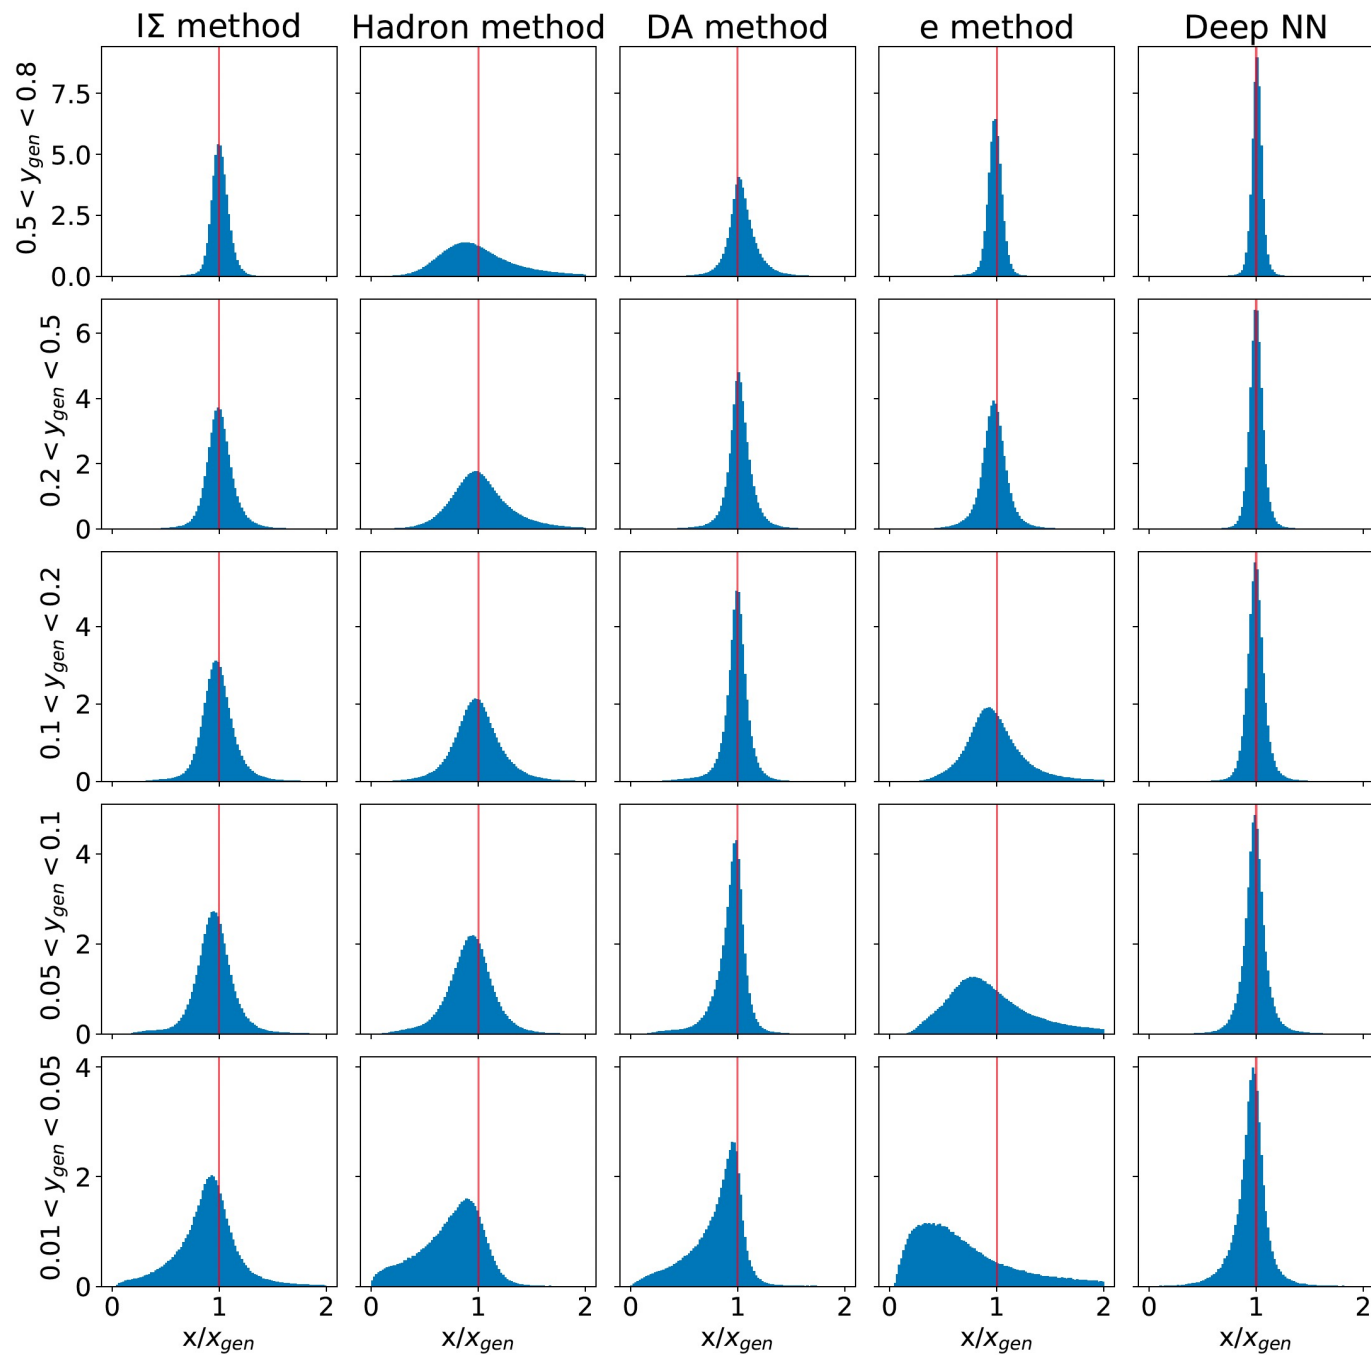 IΣ method Hadron method DA method e method Deep NN
0.5 < y_gen < 0.8
7.5
5.0
2.5
0.0
0.2 < y_gen < 0.5
6
4
2
0
0.1 < y_gen < 0.2
4
2
0
0.05 < y_gen < 0.1
4
2
0
0.01 < y_gen < 0.05
4
2
0
0 1 2 0 1 2 0 1 2 0 1 2 0 1 2
x/x_gen x/x_gen x/x_gen x/x_gen x/x_gen